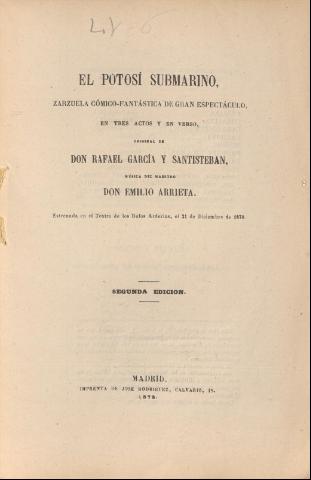 EL POTOSÍ SUBMARINO,
ZARZUELA CÓMICO-FANTÁSTICA DE GRAN ESPECTÁCULO,
EN TRES ACTOS Y EN VERSO,
ORIGINAL DE
DON RAFAEL GARCÍA Y SANTISTEBAN,
MÚSICA DEL MAESTRO
DON EMILIO ARRIETA.
Estrenada en el Teatro de los Bufos Arderius, el 21 de Diciembre de 1870
SEGUNDA EDICION.
MADRID.
IMPRENTA DE JOSÉ RODRIGUEZ, CALVARIO, 18.